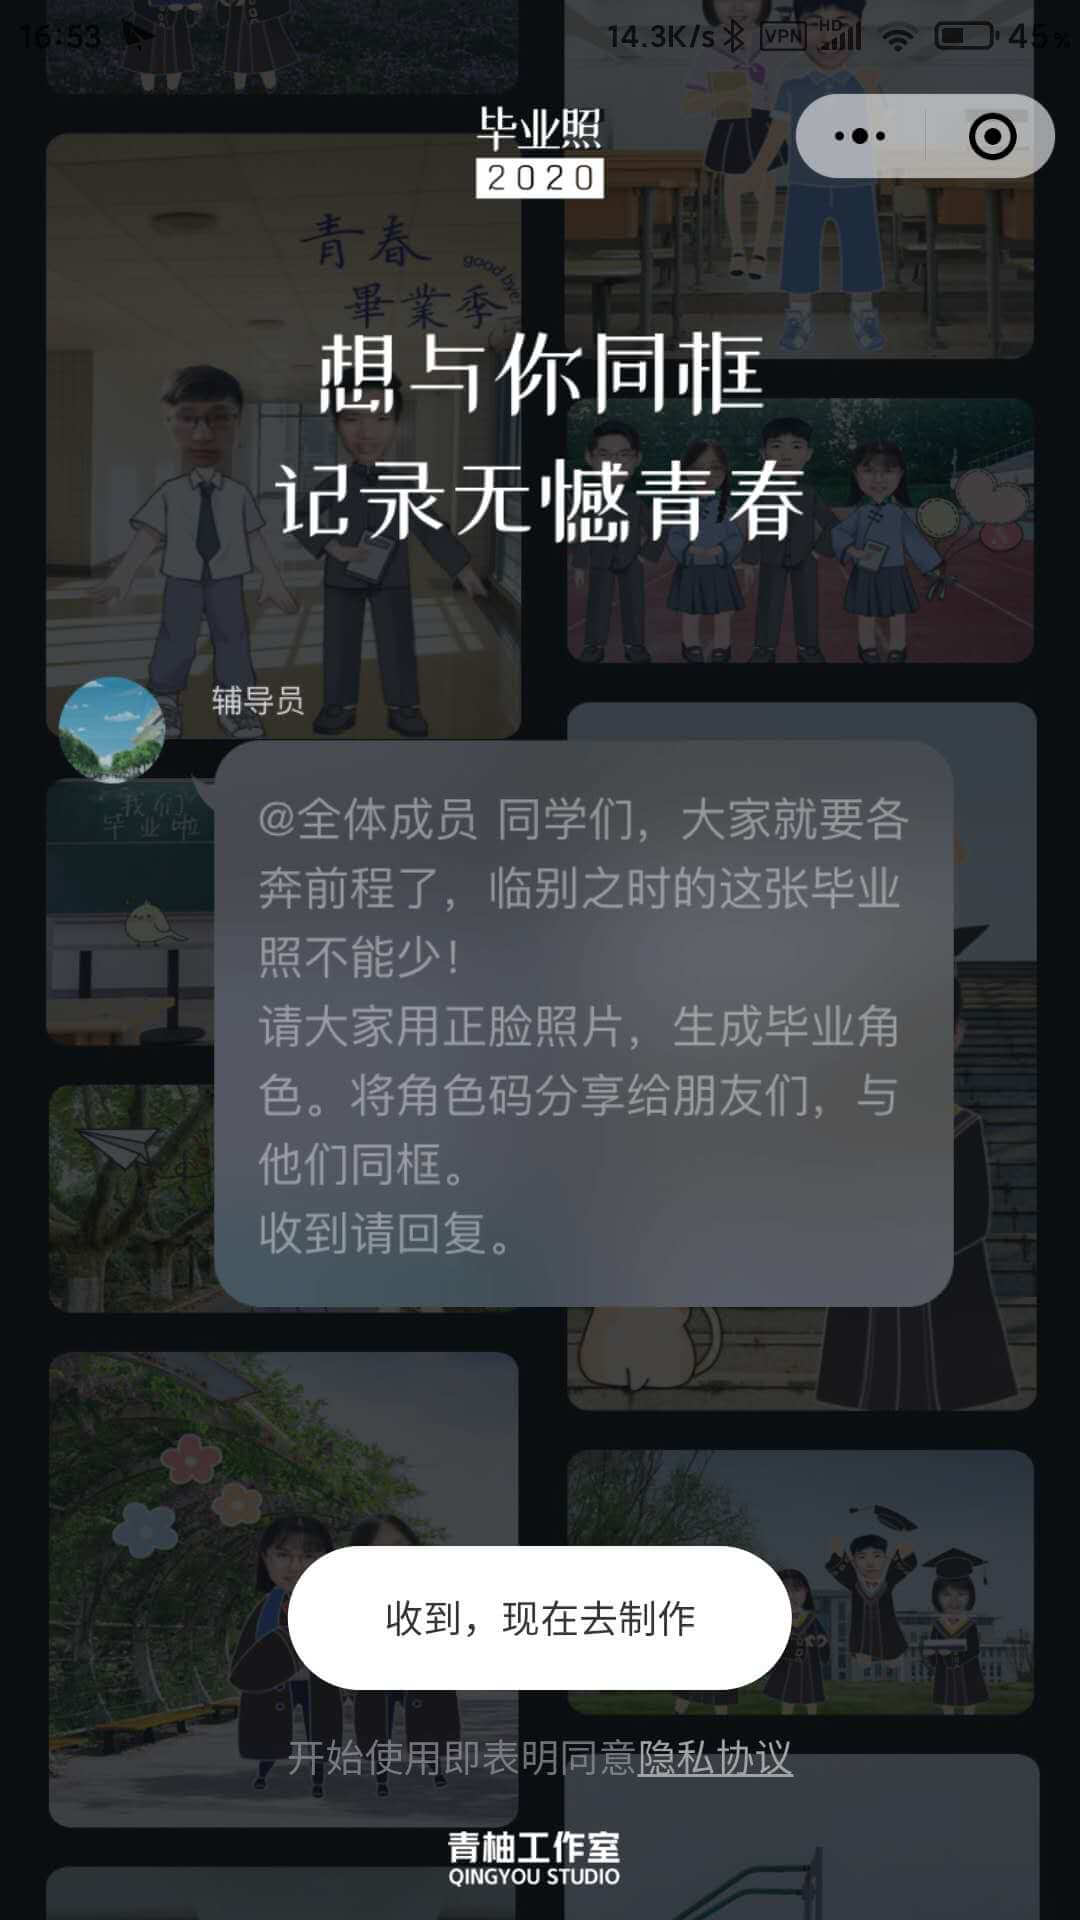 16:53
14.3K/s
VPN
HD
45%
毕业照
2020
青春
good bye!
畢業季
想与你同框
记录无憾青春
辅导员
我们
毕业啦
@全体成员 同学们，大家就要各
奔前程了，临别之时的这张毕业
照不能少！
请大家用正脸照片，生成毕业角
色。将角色码分享给朋友们，与
他们同框。
收到请回复。
收到，现在去制作
开始使用即表明同意隐私协议
青柚工作室
QINGYOU STUDIO